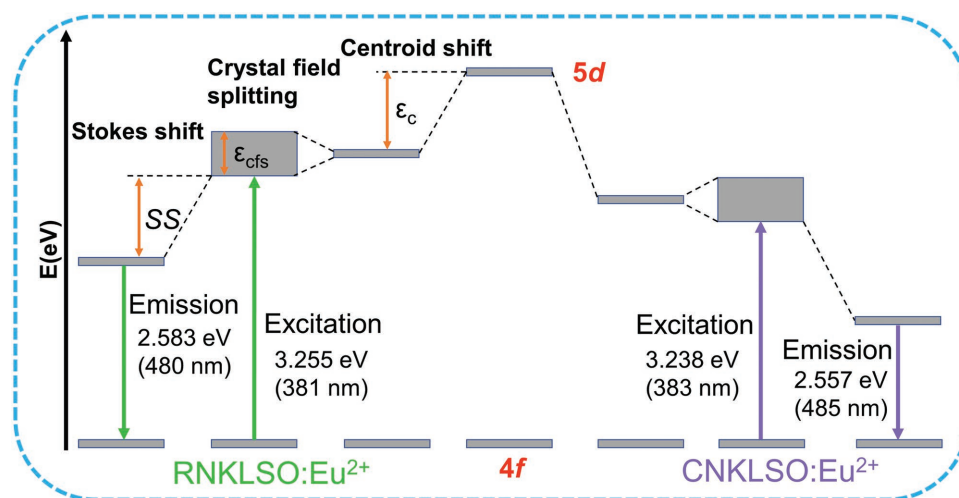 Centroid shift
5d
Crystal field
splitting
εc
Stokes shift
εcfs
SS
E(eV)
Emission
2.583 eV
(480 nm)
Excitation
3.255 eV
(381 nm)
Excitation
3.238 eV
(383 nm)
Emission
2.557 eV
(485 nm)
RNKLSO:Eu²⁺
4f
CNKLSO:Eu²⁺